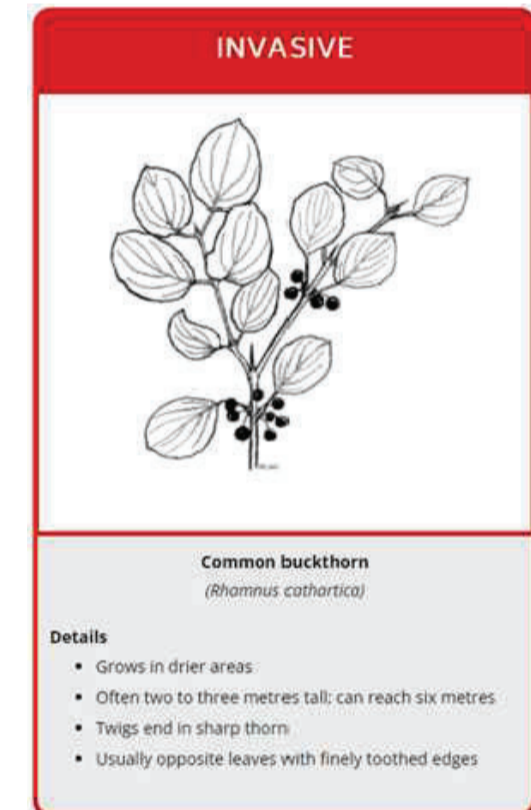 INVASIVE
Common buckthorn
(Rhamnus cathartica)
Details
• Grows in drier areas
• Often two to three metres tall; can reach six metres
• Twigs end in sharp thorn
• Usually opposite leaves with finely toothed edges